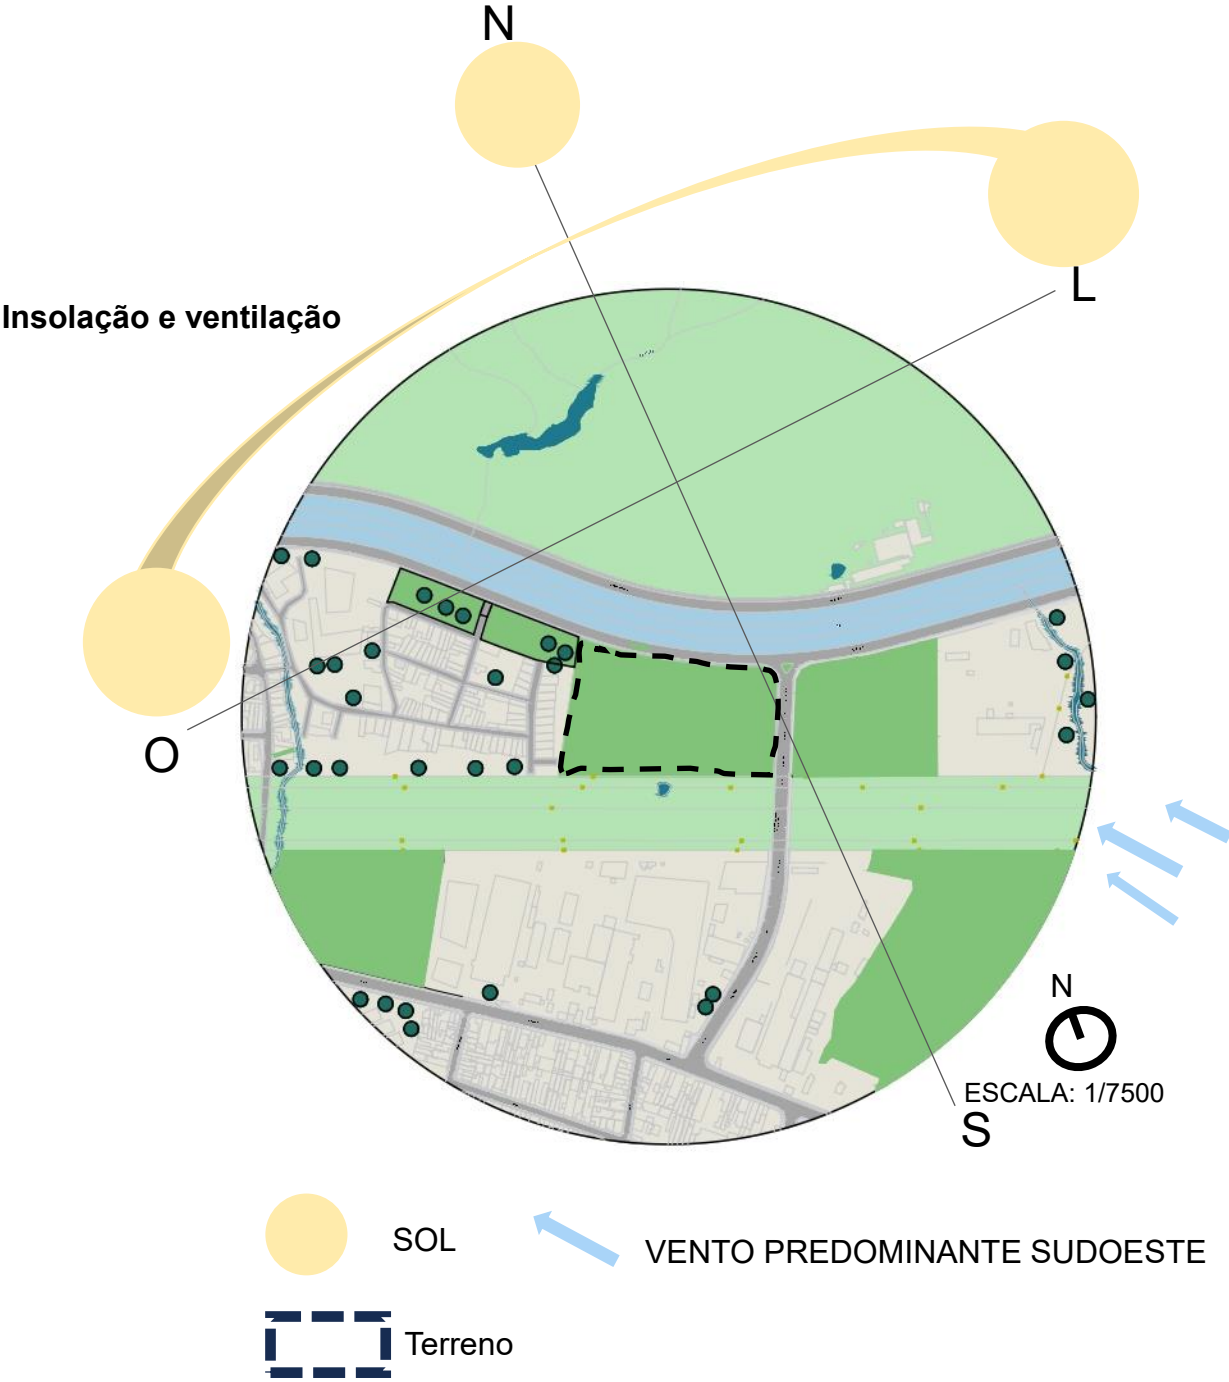 N
L
Insolação e ventilação
O
N
ESCALA: 1/7500
S
SOL
VENTO PREDOMINANTE SUDOESTE
Terreno